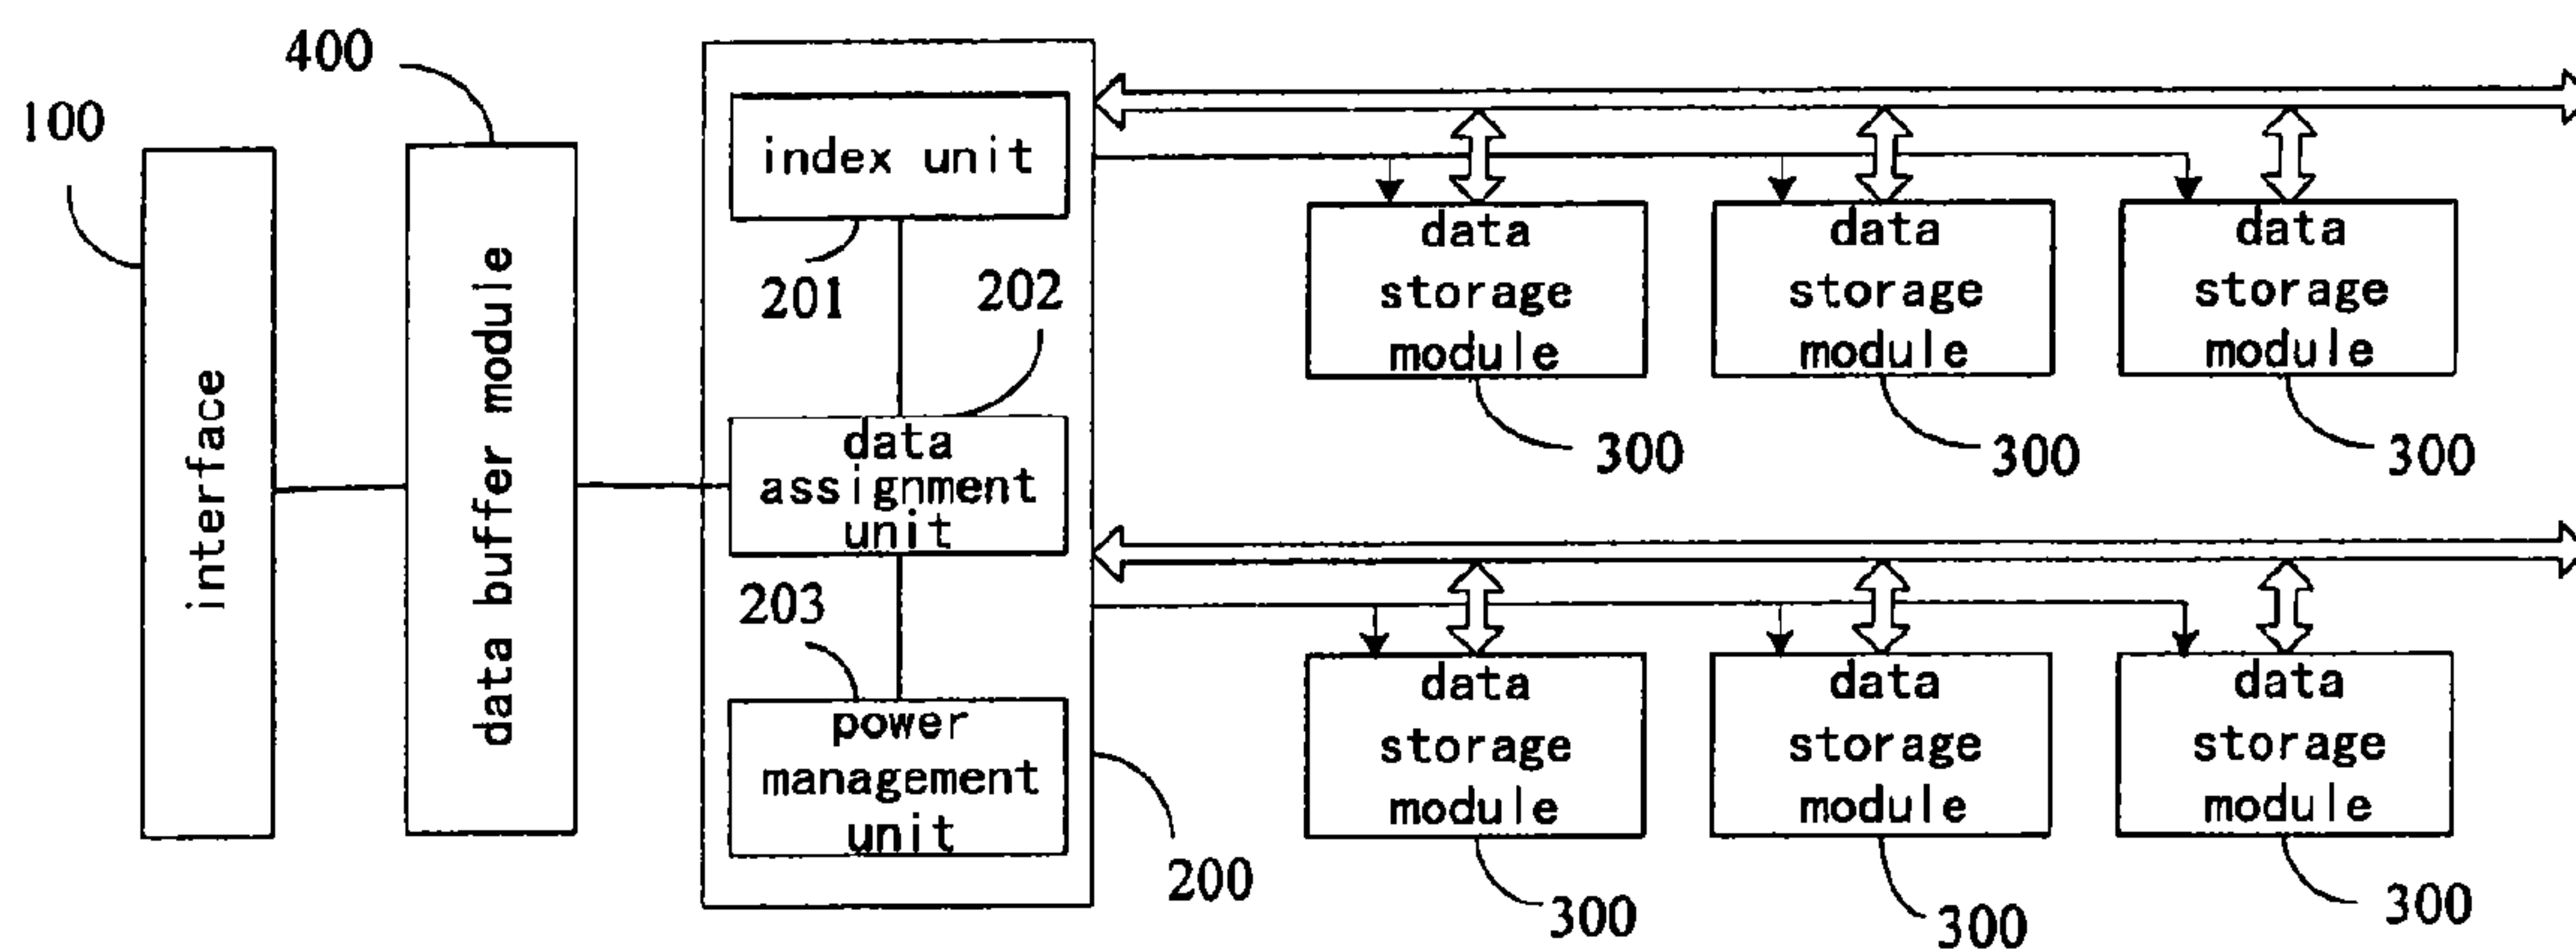 400
100
interface
data buffer module
index unit
201
202
data
assignment
unit
203
power
management
unit
200
data
storage
module
data
storage
module
data
storage
module
300
300
300
data
storage
module
data
storage
module
data
storage
module
300
300
300